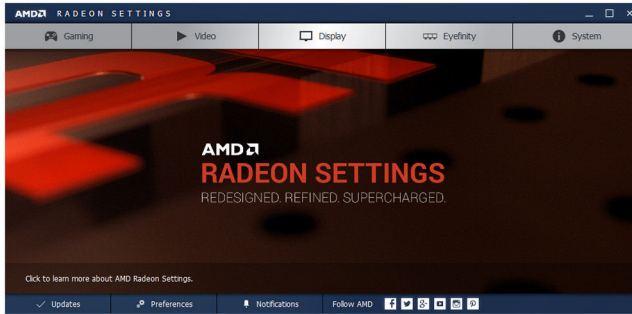 AMD RADEON SETTINGS
Gaming Video Display Eyefinity System
AMD
RADEON SETTINGS
REDESIGNED. REFINED. SUPERCHARGED.
Click to learn more about AMD Radeon Settings.
Updates Preferences Notifications Follow AMD